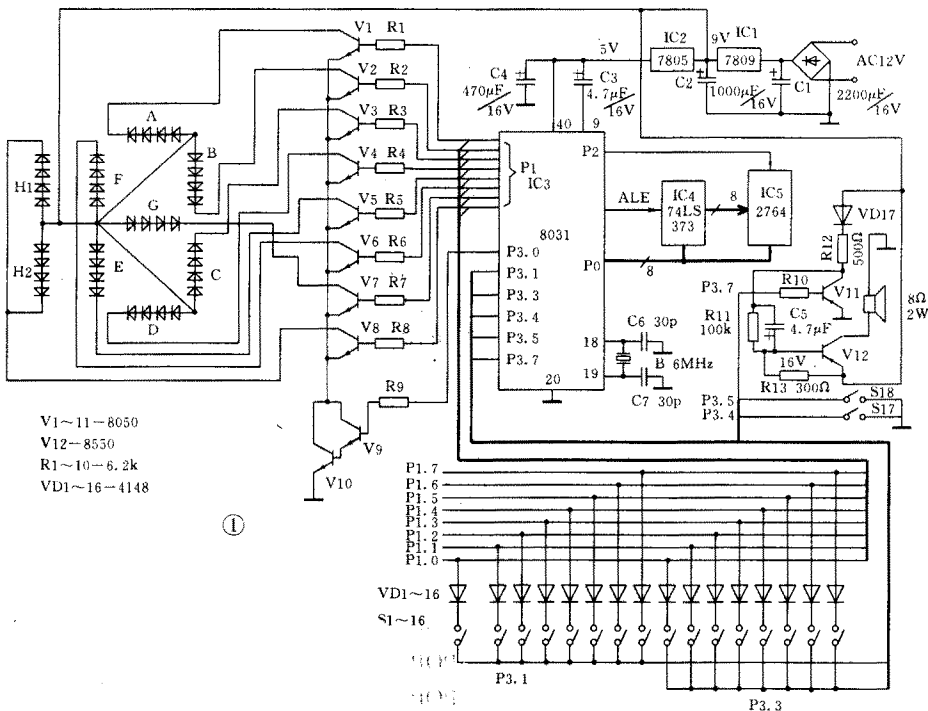 V1 R1
V2 R2
V3 R3
V4 R4
V5 R5
V6 R6
V7 R7
V8 R8
R9
V9
V10
A
B
F
G
E
C
D
H1
H2
5V
IC2
7805
9V
IC1
7809
AC12V
C4
470μF
16V
C3
4.7μF
16V
C2
1000μF
16V
C1
2200μF
16V
40
9
P1
IC3
8031
P2
ALE
P0
8
IC4
74LS
373
8
IC5
2764
P3.0
P3.1
P3.3
P3.4
P3.5
P3.7
18
19
20
C6 30p
B 6MHz
C7 30p
VD17
R12
500Ω
P3.7
R10
V11
R11
100k
C5
4.7μF
16V
V12
R13 300Ω
8Ω
2W
P3.5
P3.4
S18
S17
V1~11-8050
V12-8550
R1~10-6.2k
VD1~16-4148
①
P1.7
P1.6
P1.5
P1.4
P1.3
P1.2
P1.1
P1.0
VD1~16
S1~16
P3.1
P3.3